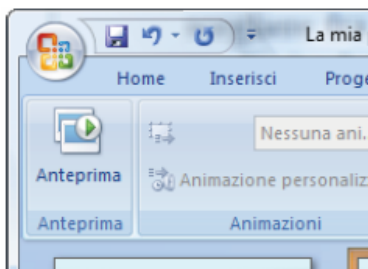 La mia
Home Inserisci Proge
Nessuna ani.
Anteprima Animazione personaliz
Anteprima Animazioni